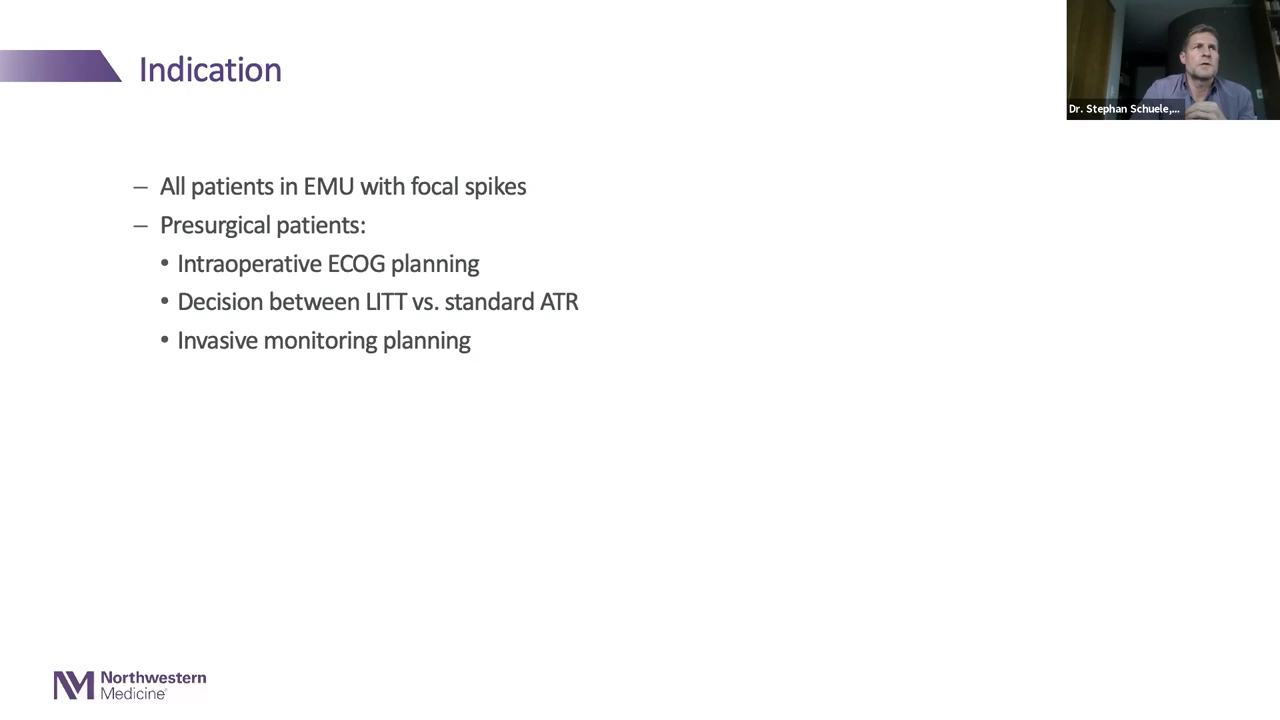 Indication
Dr. Stephan Schuele,...
– All patients in EMU with focal spikes
– Presurgical patients:
• Intraoperative ECOG planning
• Decision between LITT vs. standard ATR
• Invasive monitoring planning
NM Northwestern
Medicine®